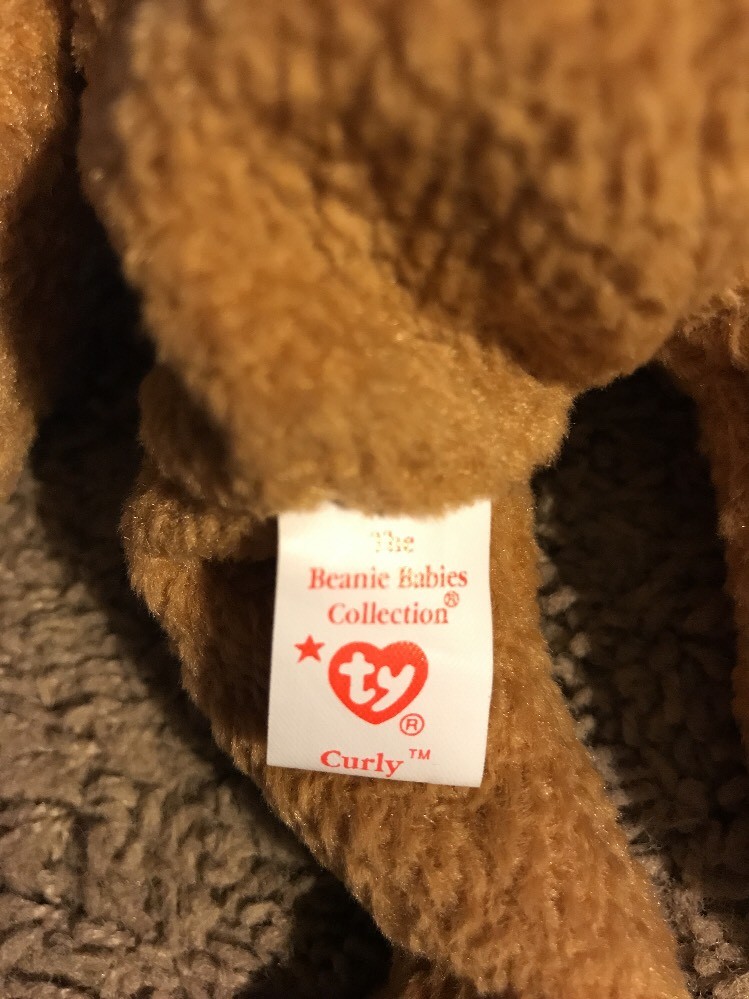 The
Beanie Babies
Collection®
ty®
Curly™